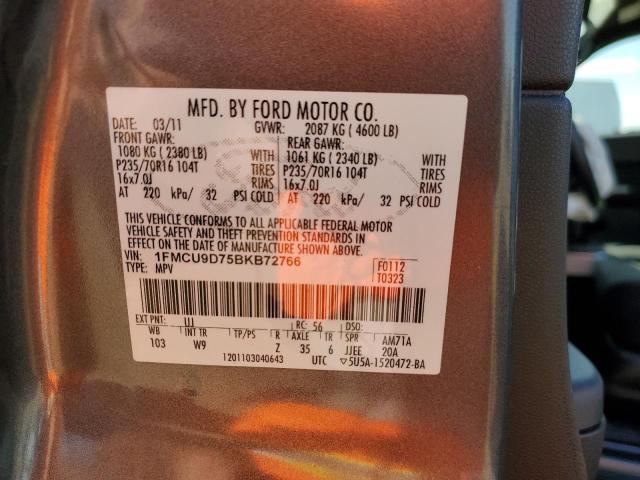 MFD. BY FORD MOTOR CO.
DATE: 03/11 GVWR: 2087 KG ( 4600 LB)
FRONT GAWR: REAR GAWR:
1080 KG ( 2380 LB) WITH 1061 KG ( 2340 LB) WITH
P235/70R16 104T TIRES P235/70R16 104T TIRES
16x7.0J RIMS 16x7.0J RIMS
AT 220 kPa/ 32 PSI COLD AT 220 kPa/ 32 PSI COLD
THIS VEHICLE CONFORMS TO ALL APPLICABLE FEDERAL MOTOR
VEHICLE SAFETY AND THEFT PREVENTION STANDARDS IN
EFFECT ON THE DATE OF MANUFACTURE SHOWN ABOVE.
VIN: 1FMCU9D75BKB72766 F0112
TYPE: MPV T0323
EXT PNT: UJ RC: 56 DSO:
WB INT TR TP/PS R AXLE TR SPR AM71A
103 W9 Z 35 6 JJEE 20A
1201103040643 UTC ▽5U5A-1520472-BA